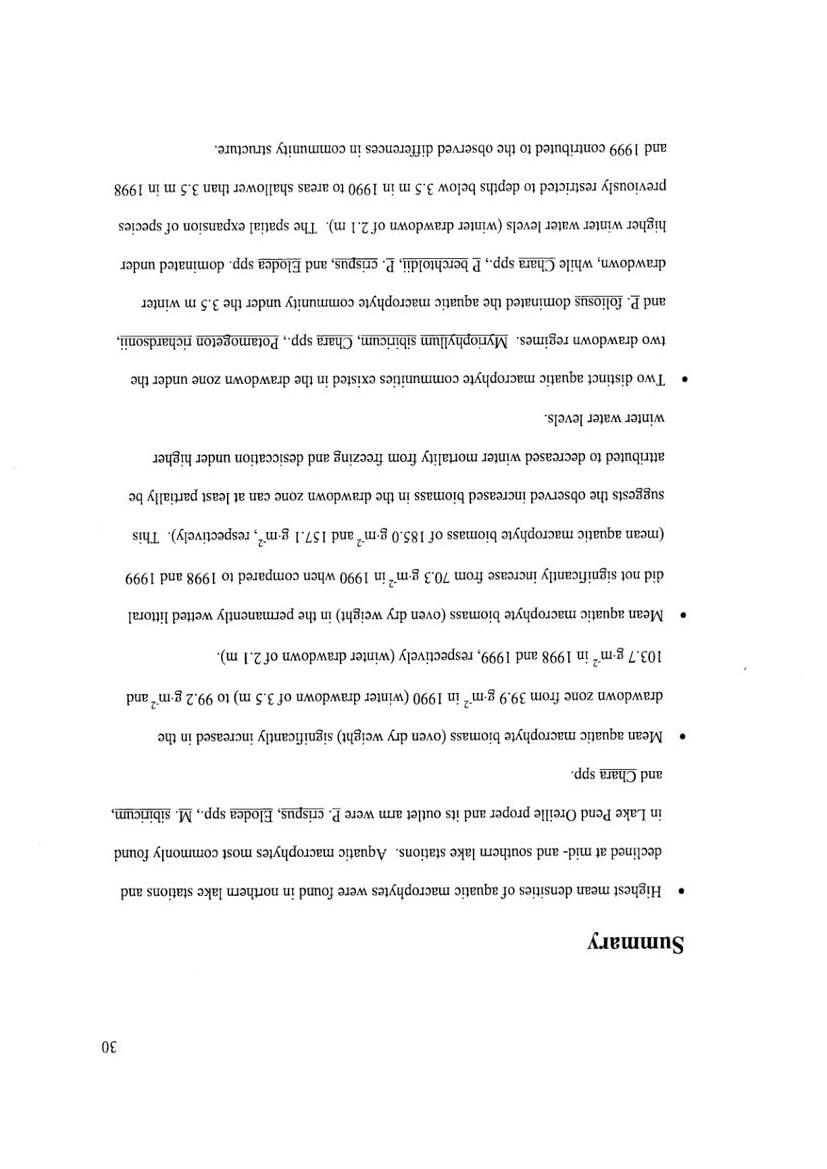 30
Summary
• Highest mean densities of aquatic macrophytes were found in northern lake stations and
declined at mid- and southern lake stations. Aquatic macrophytes most commonly found
in Lake Pend Oreille proper and its outlet arm were P. crispus, Elodea spp., M. sibiricum,
and Chara spp.
• Mean aquatic macrophyte biomass (oven dry weight) significantly increased in the
drawdown zone from 39.9 g·m⁻² in 1990 (winter drawdown of 3.5 m) to 99.2 g·m⁻² and
103.7 g·m⁻² in 1998 and 1999, respectively (winter drawdown of 2.1 m).
• Mean aquatic macrophyte biomass (oven dry weight) in the permanently wetted littoral
did not significantly increase from 70.3 g·m⁻² in 1990 when compared to 1998 and 1999
(mean aquatic macrophyte biomass of 185.0 g·m⁻² and 157.1 g·m⁻², respectively). This
suggests the observed increased biomass in the drawdown zone can at least partially be
attributed to decreased winter mortality from freezing and desiccation under higher
winter water levels.
• Two distinct aquatic macrophyte communities existed in the drawdown zone under the
two drawdown regimes. Myriophyllum sibiricum, Chara spp., Potamogeton richardsonii,
and P. foliosus dominated the aquatic macrophyte community under the 3.5 m winter
drawdown, while Chara spp., P berchtoldii, P. crispus, and Elodea spp. dominated under
higher winter water levels (winter drawdown of 2.1 m). The spatial expansion of species
previously restricted to depths below 3.5 m in 1990 to areas shallower than 3.5 m in 1998
and 1999 contributed to the observed differences in community structure.